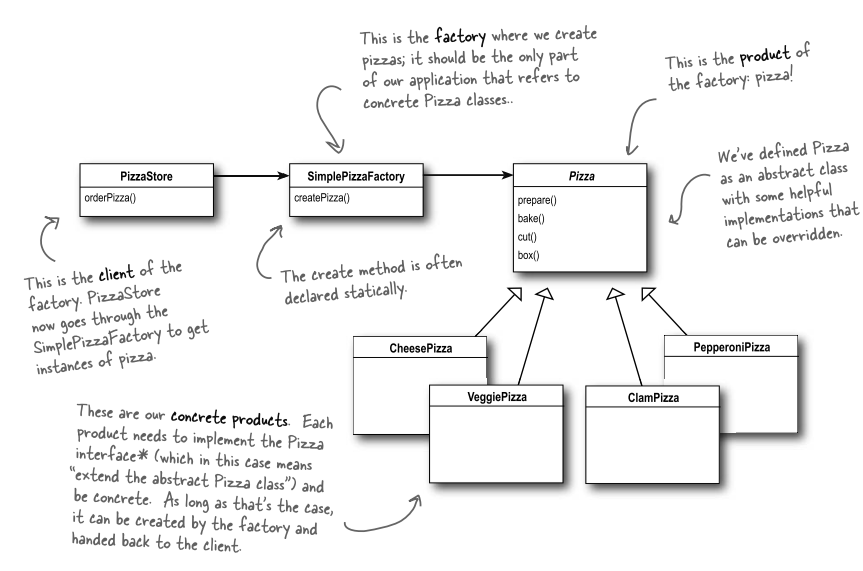 This is the factory where we create
pizzas; it should be the only part
of our application that refers to
concrete Pizza classes..
This is the product of
the factory: pizza!
PizzaStore
orderPizza()
SimplePizzaFactory
createPizza()
Pizza
prepare()
bake()
cut()
box()
We've defined Pizza
as an abstract class
with some helpful
implementations that
can be overridden.
This is the client of the
factory. PizzaStore
now goes through the
SimplePizzaFactory to get
instances of pizza.
The create method is often
declared statically.
CheesePizza
VeggiePizza
ClamPizza
PepperoniPizza
These are our concrete products. Each
product needs to implement the Pizza
interface* (which in this case means
“extend the abstract Pizza class”) and
be concrete. As long as that's the case,
it can be created by the factory and
handed back to the client.